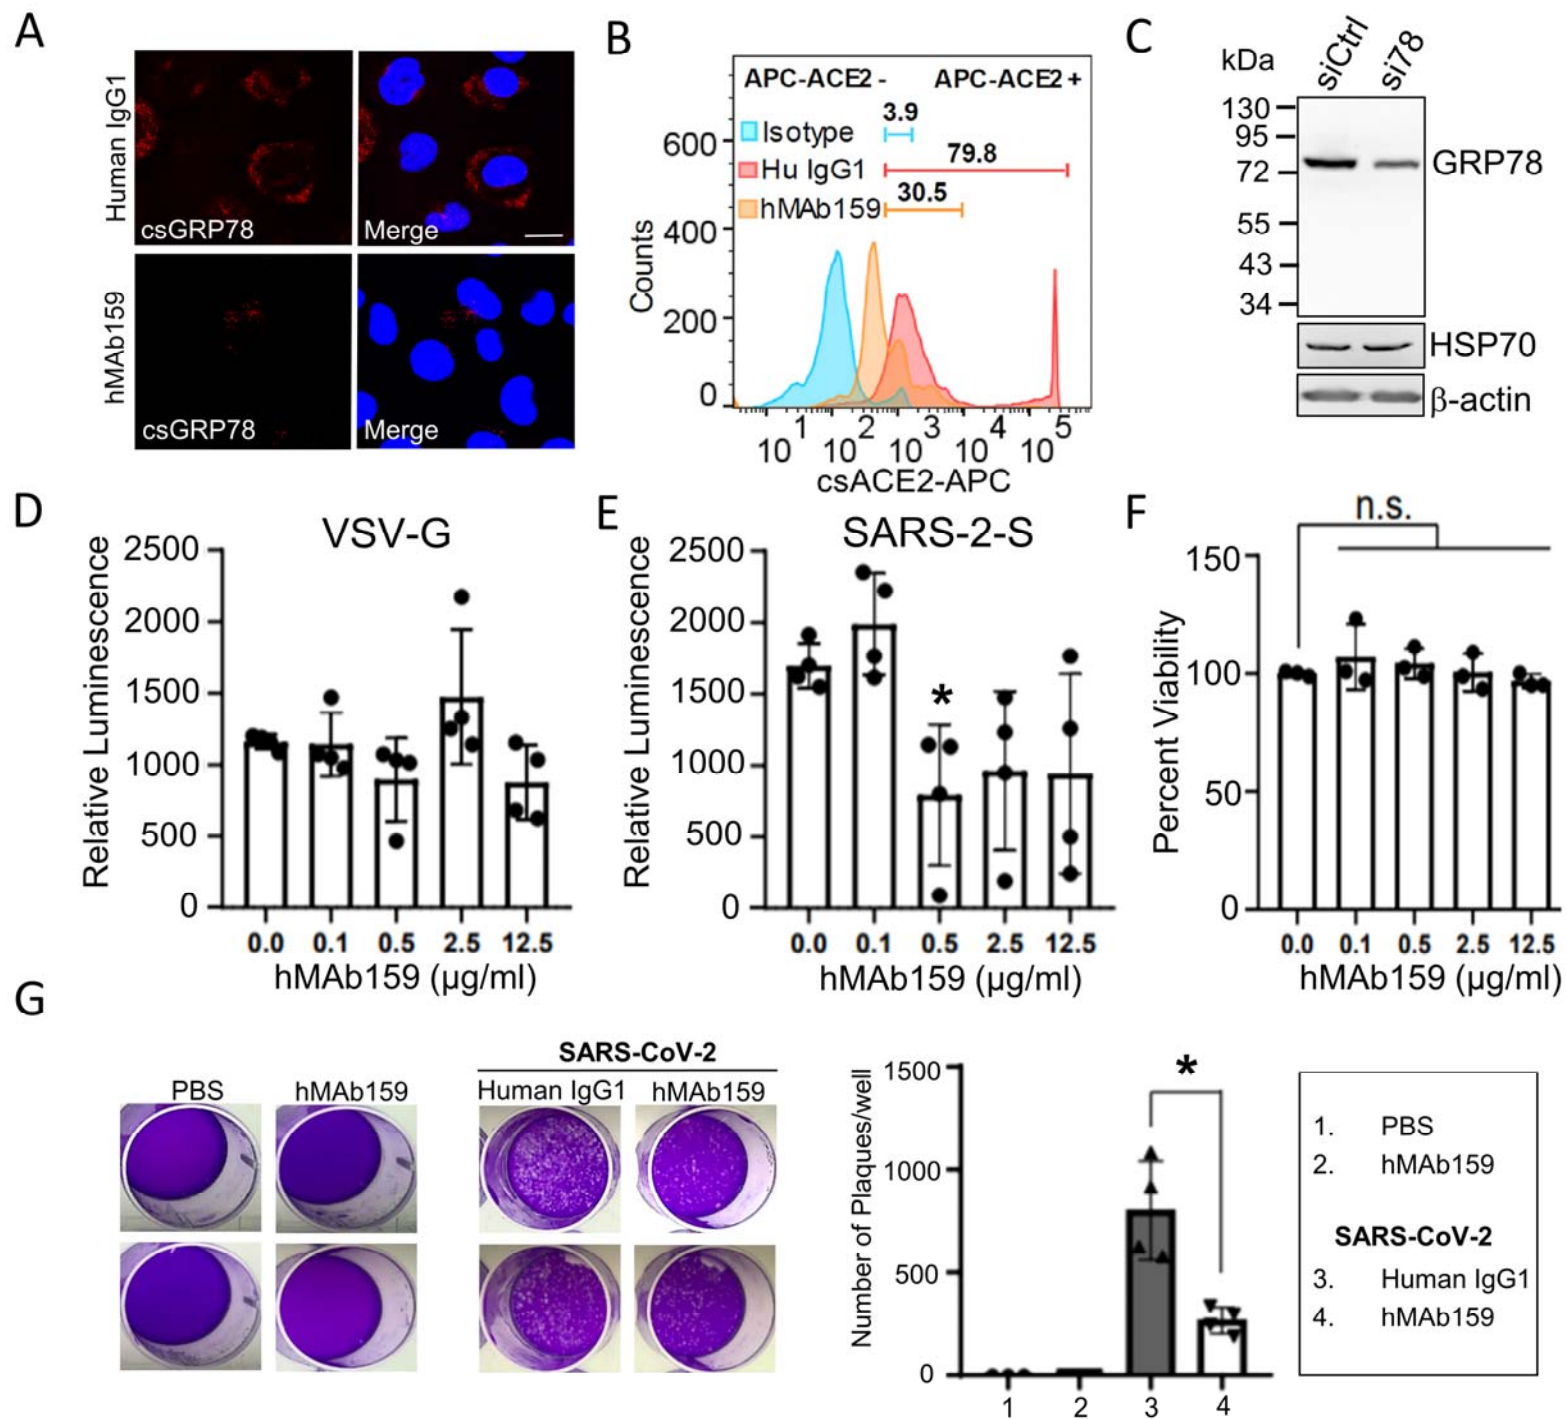 A
Human IgG1
csGRP78
Merge
hMAb159
csGRP78
Merge
B
APC-ACE2 - APC-ACE2 +
3.9
Isotype
79.8
Hu IgG1
30.5
hMAb159
Counts
600
400
200
0
10^1 10^2 10^3 10^4 10^5
csACE2-APC
C
kDa
siCtrl si78
130
95
72
55
43
34
GRP78
HSP70
β-actin
D
VSV-G
Relative Luminescence
2500
2000
1500
1000
500
0
0.0 0.1 0.5 2.5 12.5
hMAb159 (µg/ml)
E
SARS-2-S
Relative Luminescence
2500
2000
1500
1000
500
0
*
0.0 0.1 0.5 2.5 12.5
hMAb159 (µg/ml)
F
n.s.
Percent Viability
150
100
50
0
0.0 0.1 0.5 2.5 12.5
hMAb159 (µg/ml)
G
SARS-CoV-2
PBS hMAb159 Human IgG1 hMAb159
Number of Plaques/well
1500
1000
500
0
*
1 2 3 4
1. PBS
2. hMAb159
SARS-CoV-2
3. Human IgG1
4. hMAb159